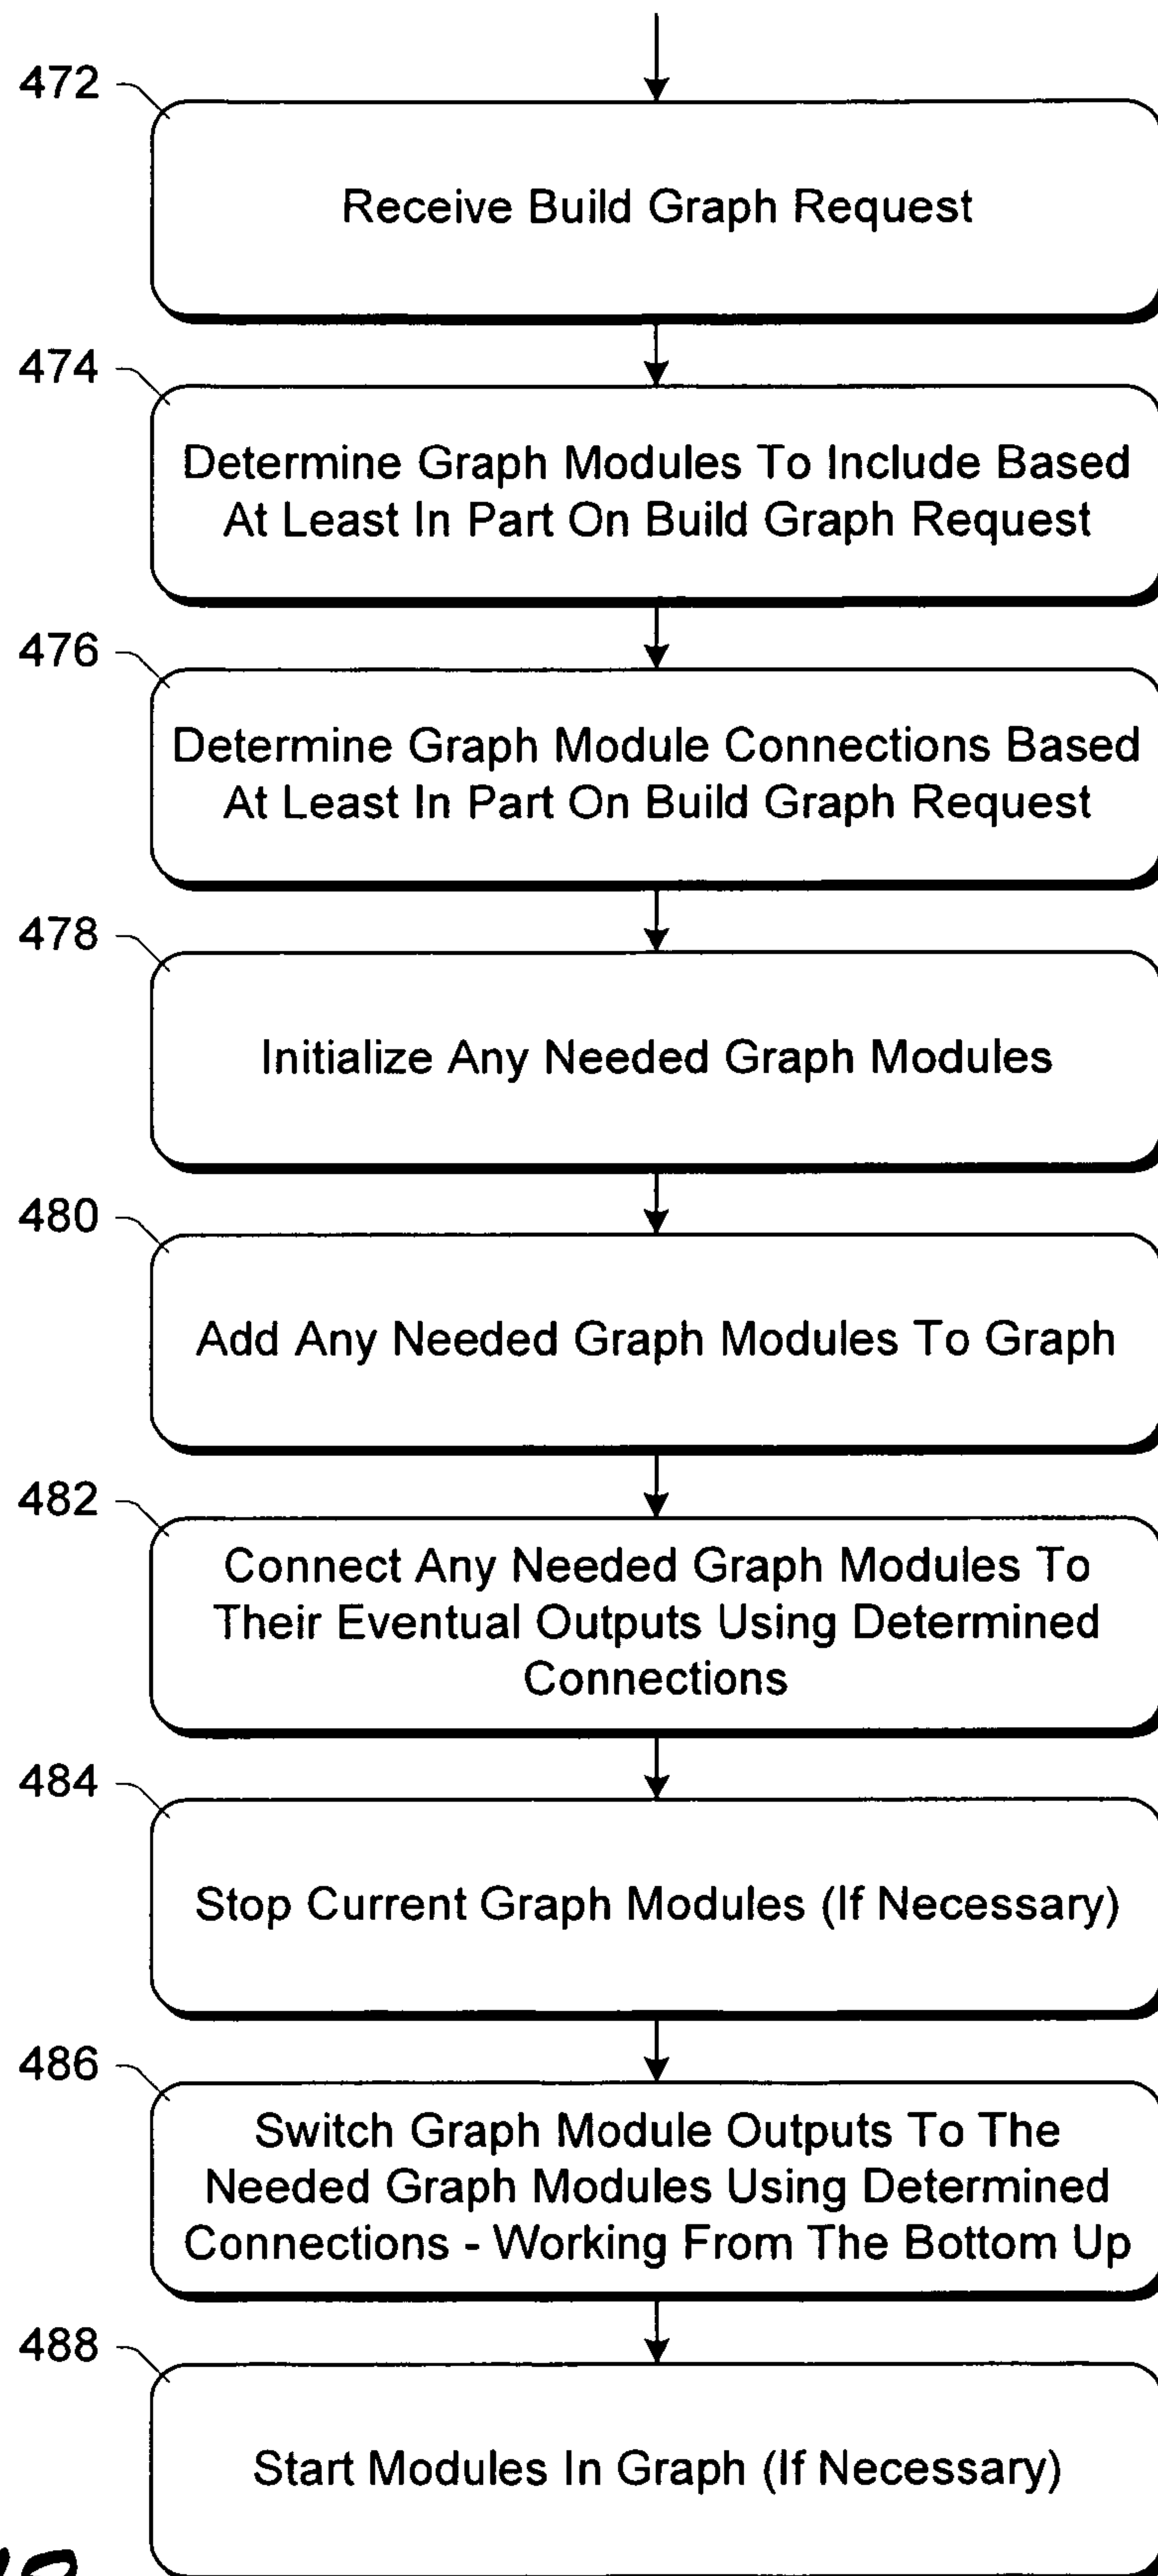 472
Receive Build Graph Request
474
Determine Graph Modules To Include Based
At Least In Part On Build Graph Request
476
Determine Graph Module Connections Based
At Least In Part On Build Graph Request
478
Initialize Any Needed Graph Modules
480
Add Any Needed Graph Modules To Graph
482
Connect Any Needed Graph Modules To
Their Eventual Outputs Using Determined
Connections
484
Stop Current Graph Modules (If Necessary)
486
Switch Graph Module Outputs To The
Needed Graph Modules Using Determined
Connections - Working From The Bottom Up
488
Start Modules In Graph (If Necessary)